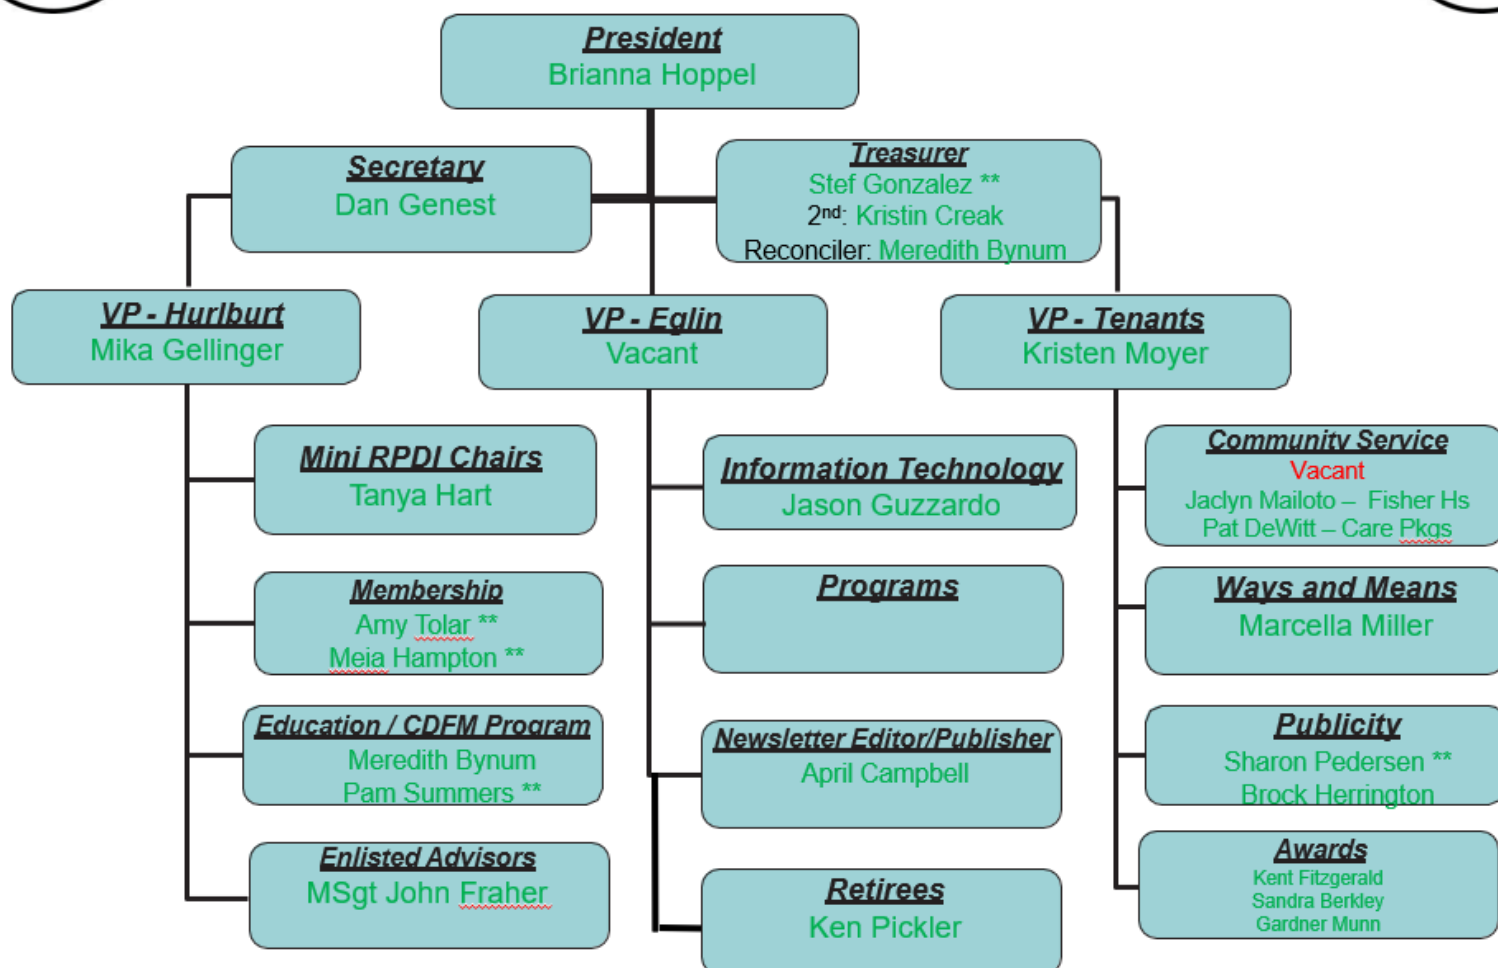 President
Brianna Hoppel
Secretary
Dan Genest
Treasurer
Stef Gonzalez **
2nd: Kristin Creak
Reconciler: Meredith Bynum
VP - Hurlburt
Mika Gellinger
VP - Eglin
Vacant
VP - Tenants
Kristen Moyer
Mini RPDI Chairs
Tanya Hart
Membership
Amy Tolar **
Meia Hampton **
Education / CDFM Program
Meredith Bynum
Pam Summers **
Enlisted Advisors
MSgt John Fraher
Information Technology
Jason Guzzardo
Programs
Newsletter Editor/Publisher
April Campbell
Retirees
Ken Pickler
Community Service
Vacant
Jaclyn Mailoto – Fisher Hs
Pat DeWitt – Care Pkgs
Ways and Means
Marcella Miller
Publicity
Sharon Pedersen **
Brock Herrington
Awards
Kent Fitzgerald
Sandra Berkley
Gardner Munn